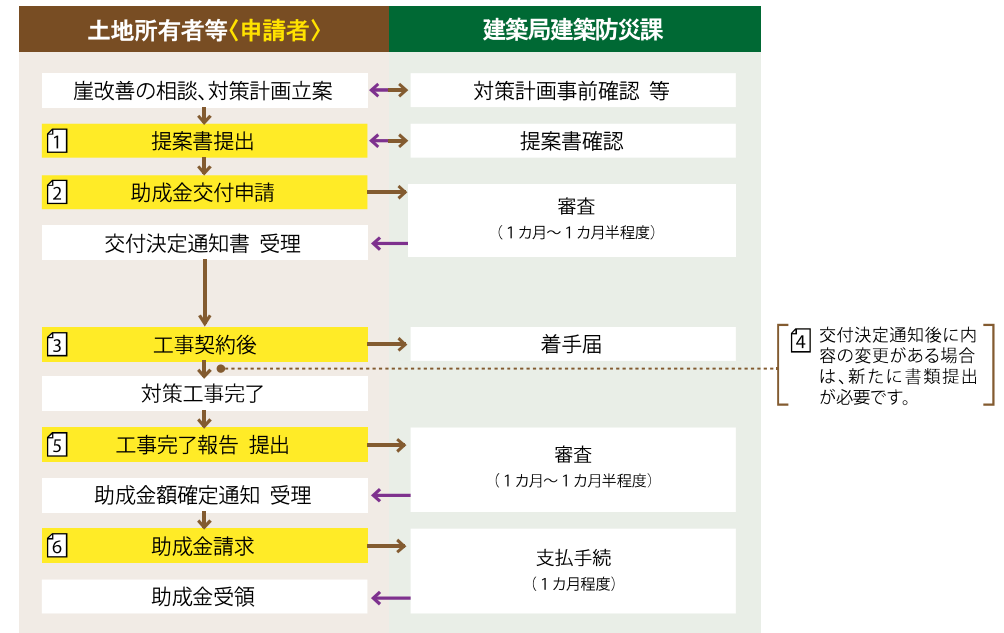 土地所有者等〈申請者〉
建築局建築防災課
崖改善の相談、対策計画立案
対策計画事前確認 等
1
提案書提出
提案書確認
2
助成金交付申請
審査
（１カ月～１カ月半程度）
交付決定通知書 受理
3
工事契約後
着手届
4
交付決定通知後に内
容の変更がある場合
は、新たに書類提出
が必要です。
対策工事完了
5
工事完了報告 提出
審査
（１カ月～１カ月半程度）
助成金額確定通知 受理
6
助成金請求
支払手続
（１カ月程度）
助成金受領